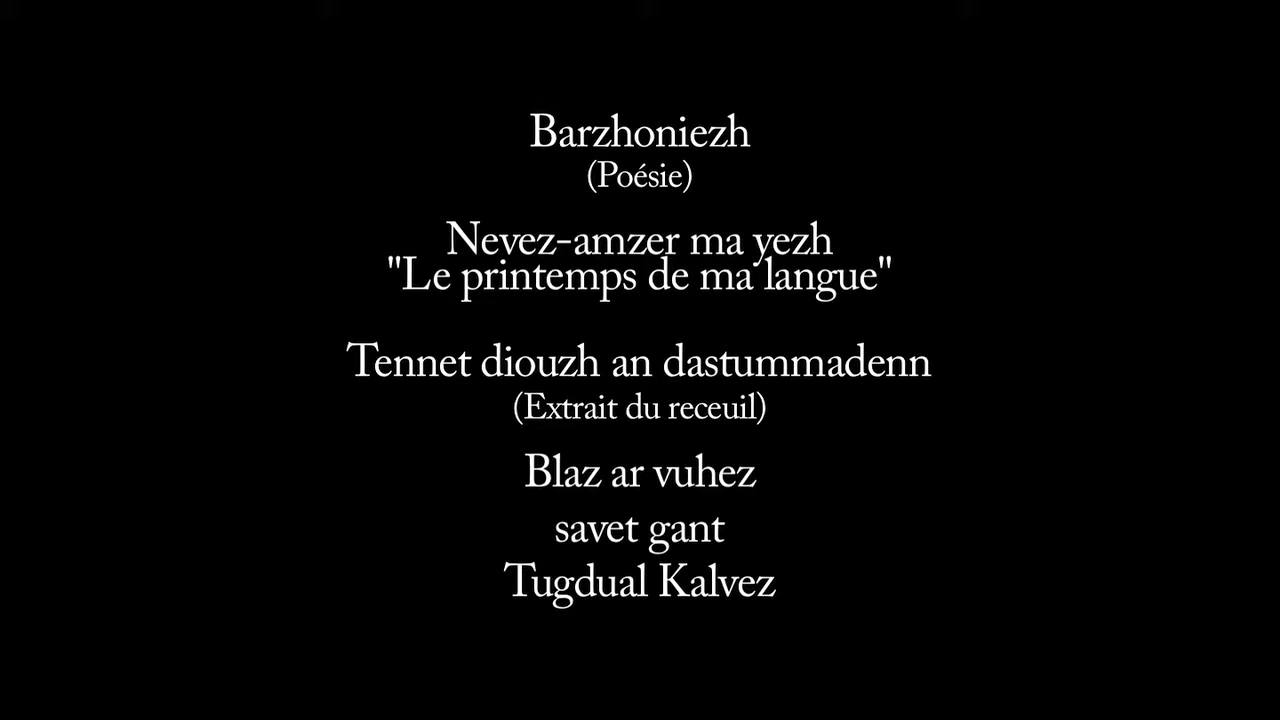 Barzhoniezh
(Poésie)
Nevez-amzer ma yezh
"Le printemps de ma langue"
Tennet diouzh an dastummadenn
(Extrait du receuil)
Blaz ar vuhez
savet gant
Tugdual Kalvez